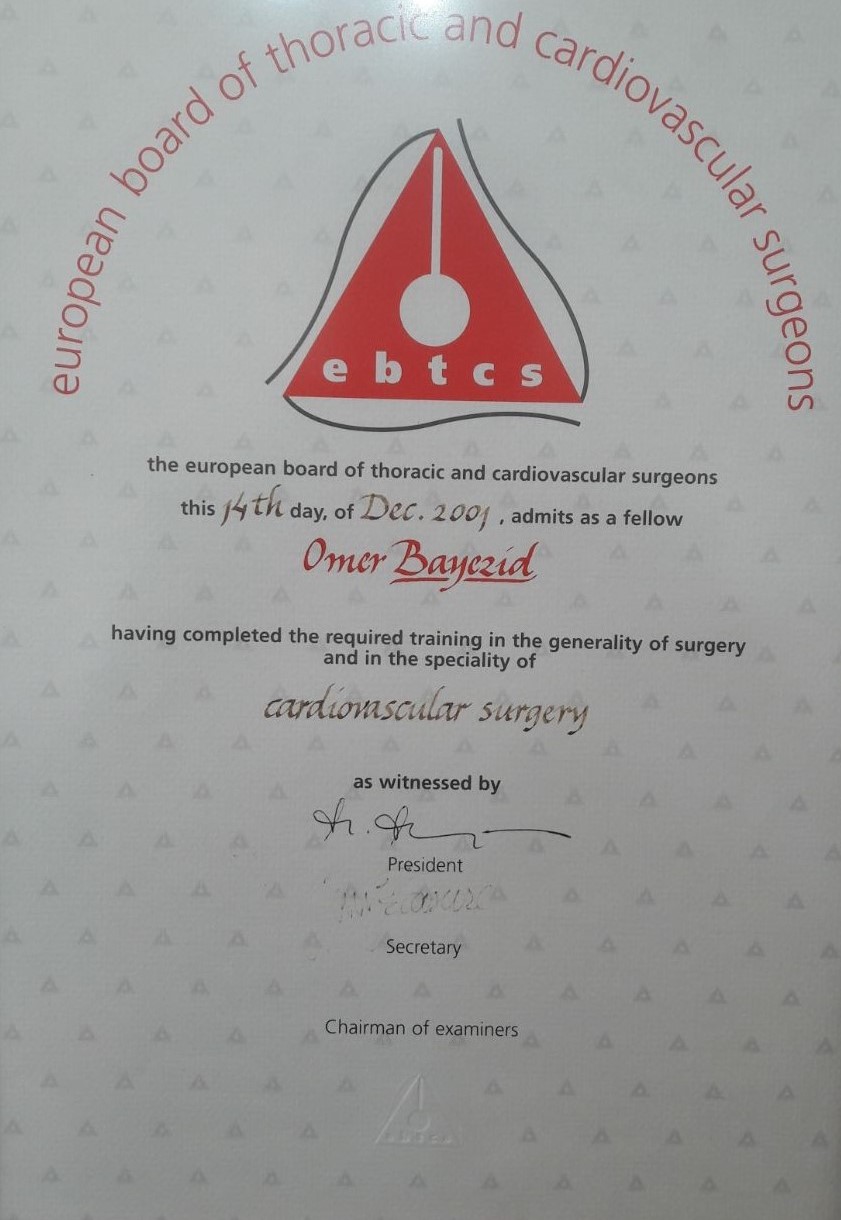 european board of thoracic and cardiovascular surgeons
e b t c s
the european board of thoracic and cardiovascular surgeons
this 14th day, of Dec. 2001, admits as a fellow
Omer Bayezid
having completed the required training in the generality of surgery
and in the speciality of
cardiovascular surgery
as witnessed by
President
Secretary
Chairman of examiners